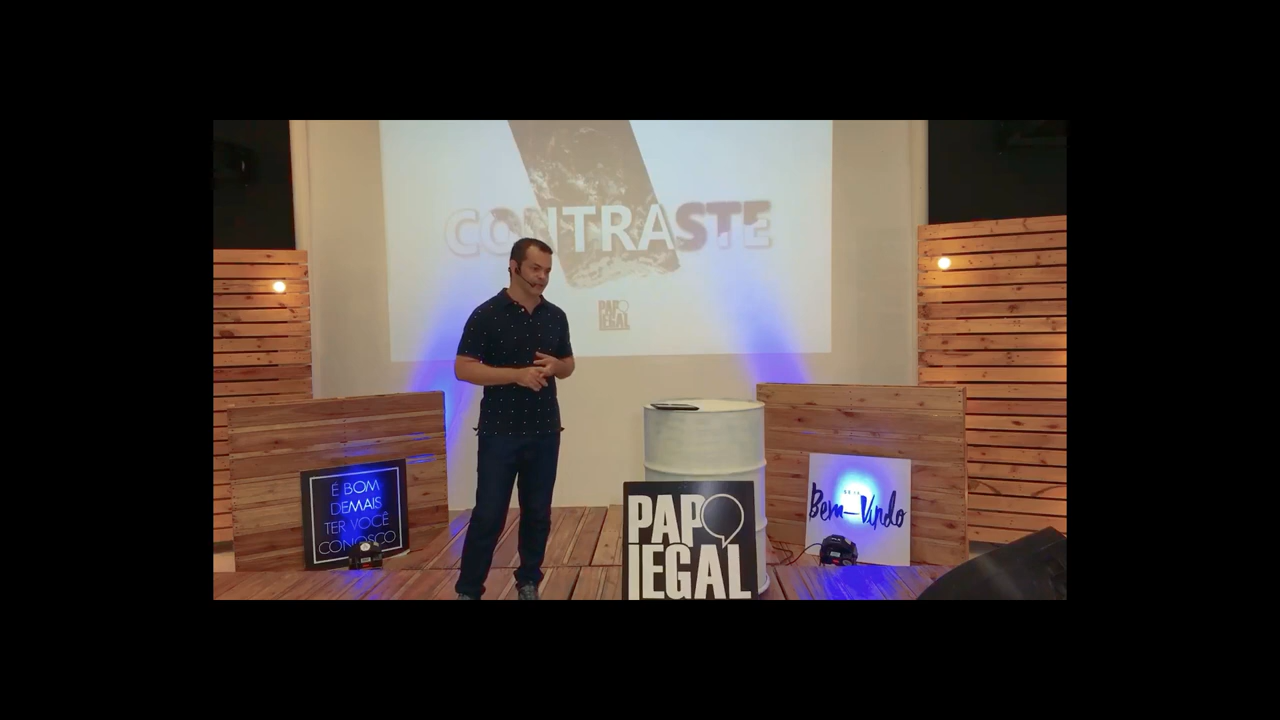 CONTRASTE
PAPO
LEGAL
É BOM
DEMAIS
TER VOCÊ
CONOSCO
PAPO
LEGAL
Bem-Vindo